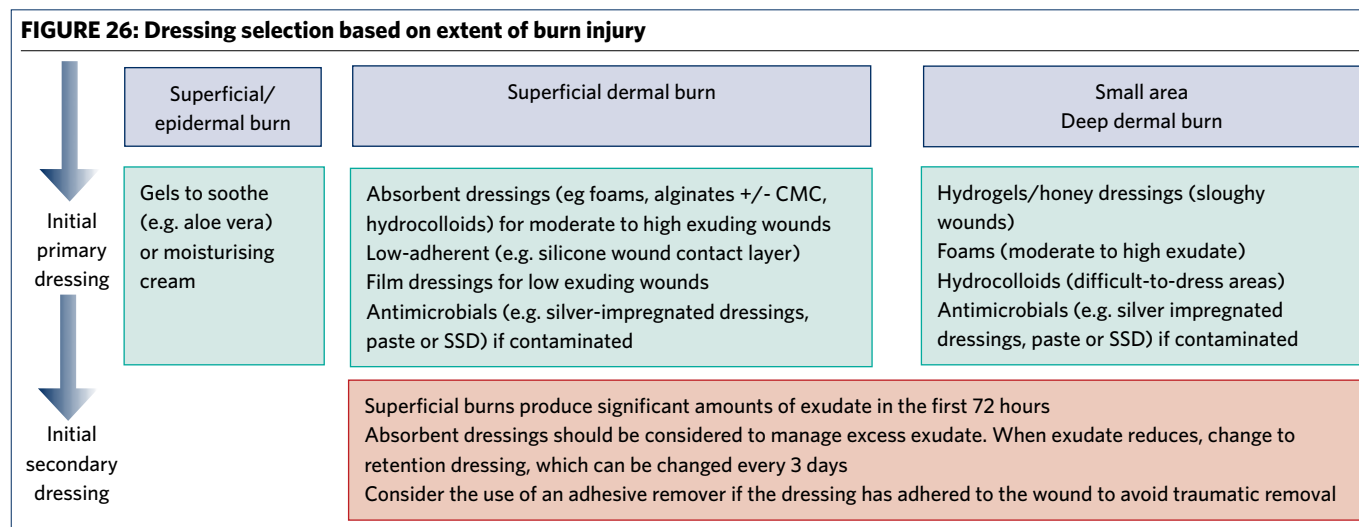 FIGURE 26: Dressing selection based on extent of burn injury
Superficial/
epidermal burn
Superficial dermal burn
Small area
Deep dermal burn
Initial
primary
dressing
Gels to soothe
(e.g. aloe vera)
or moisturising
cream
Absorbent dressings (eg foams, alginates +/- CMC,
hydrocolloids) for moderate to high exuding wounds
Low-adherent (e.g. silicone wound contact layer)
Film dressings for low exuding wounds
Antimicrobials (e.g. silver-impregnated dressings,
paste or SSD) if contaminated
Hydrogels/honey dressings (sloughy
wounds)
Foams (moderate to high exudate)
Hydrocolloids (difficult-to-dress areas)
Antimicrobials (e.g. silver impregnated
dressings, paste or SSD) if contaminated
Initial
secondary
dressing
Superficial burns produce significant amounts of exudate in the first 72 hours
Absorbent dressings should be considered to manage excess exudate. When exudate reduces, change to
retention dressing, which can be changed every 3 days
Consider the use of an adhesive remover if the dressing has adhered to the wound to avoid traumatic removal